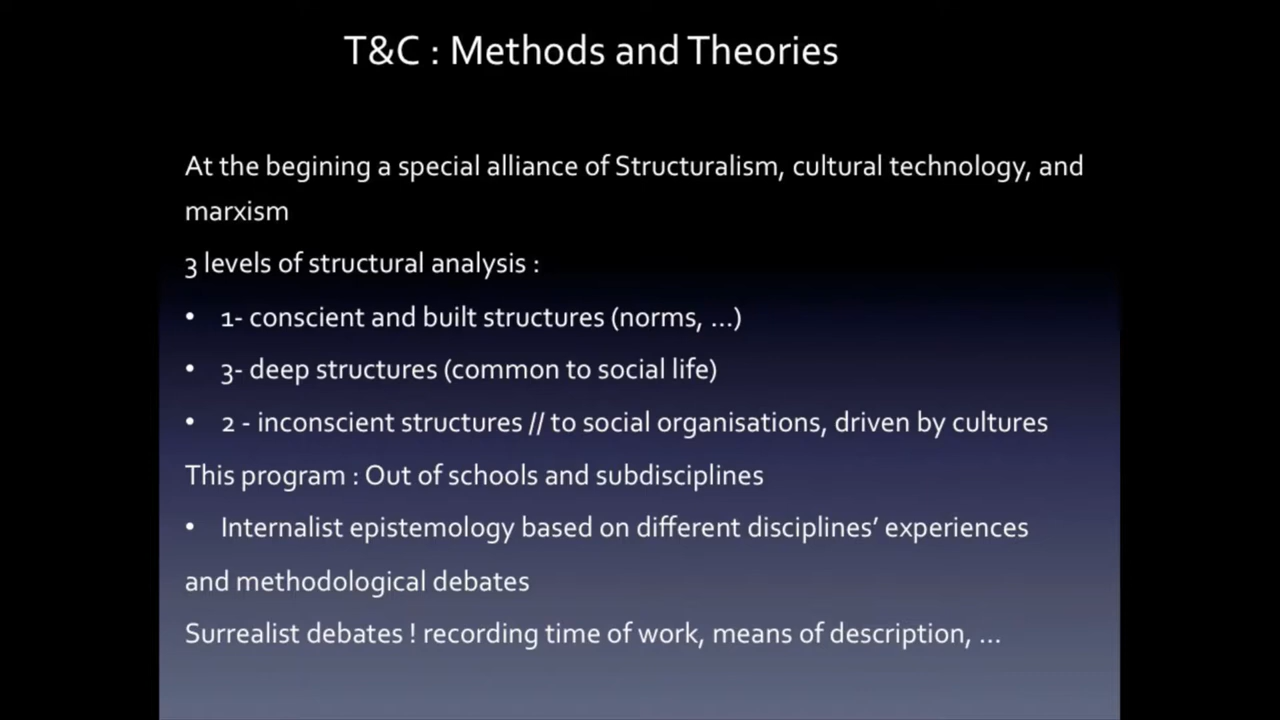 T&C : Methods and Theories
At the begining a special alliance of Structuralism, cultural technology, and
marxism
3 levels of structural analysis :
• 1- conscient and built structures (norms, ...)
• 3- deep structures (common to social life)
• 2 - inconscient structures // to social organisations, driven by cultures
This program : Out of schools and subdisciplines
• Internalist epistemology based on different disciplines’ experiences
and methodological debates
Surrealist debates ! recording time of work, means of description, ...